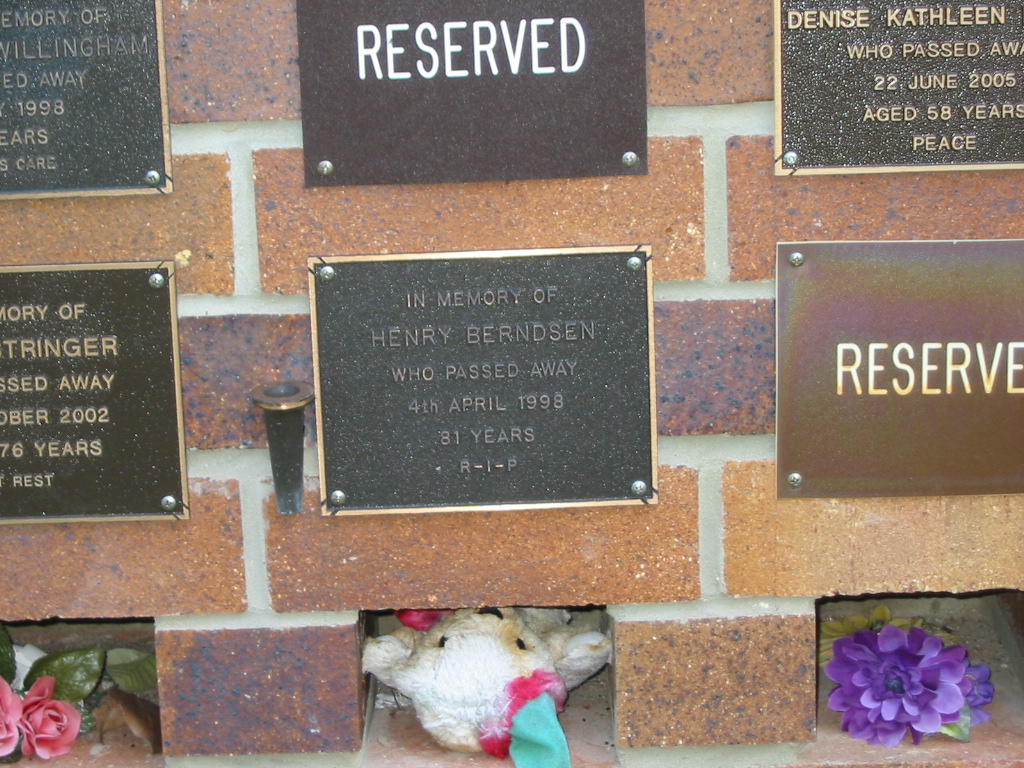 EMORY OF
WILLINGHAM
ED AWAY
1998
EARS
S CARE
RESERVED
DENISE KATHLEEN
WHO PASSED AWA
22 JUNE 2005
AGED 58 YEARS
PEACE
MORY OF
STRINGER
SSED AWAY
OBER 2002
76 YEARS
T REST
IN MEMORY OF
HENRY BERNDSEN
WHO PASSED AWAY
4th APRIL 1998
81 YEARS
R-I-P
RESERVE